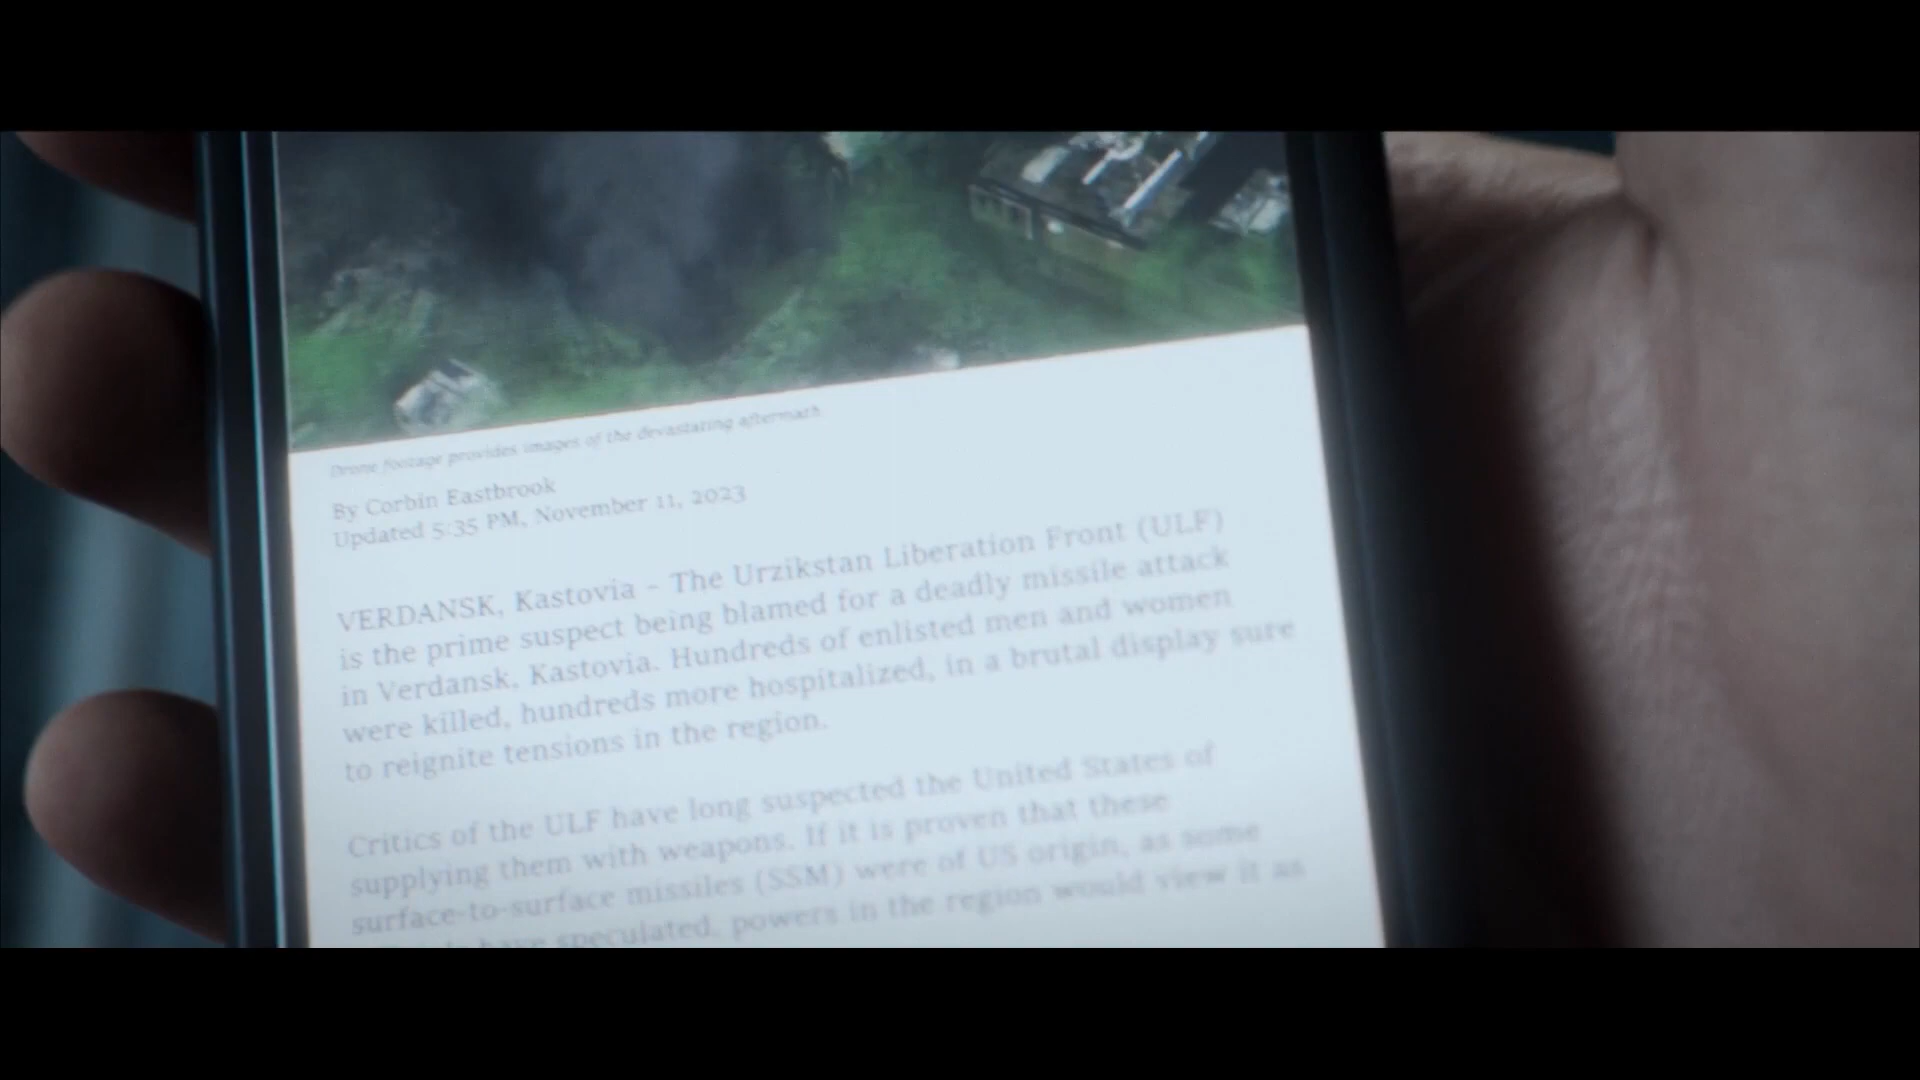 Drone footage provides images of the devastating aftermath
By Corbin Eastbrook
Updated 5:35 PM, November 11, 2023
VERDANSK, Kastovia – The Urzikstan Liberation Front (ULF)
is the prime suspect being blamed for a deadly missile attack
in Verdansk, Kastovia. Hundreds of enlisted men and women
were killed, hundreds more hospitalized, in a brutal display sure
to reignite tensions in the region.
Critics of the ULF have long suspected the United States of
supplying them with weapons. If it is proven that these
surface-to-surface missiles (SSM) were of US origin, as some
have speculated, powers in the region would view it as